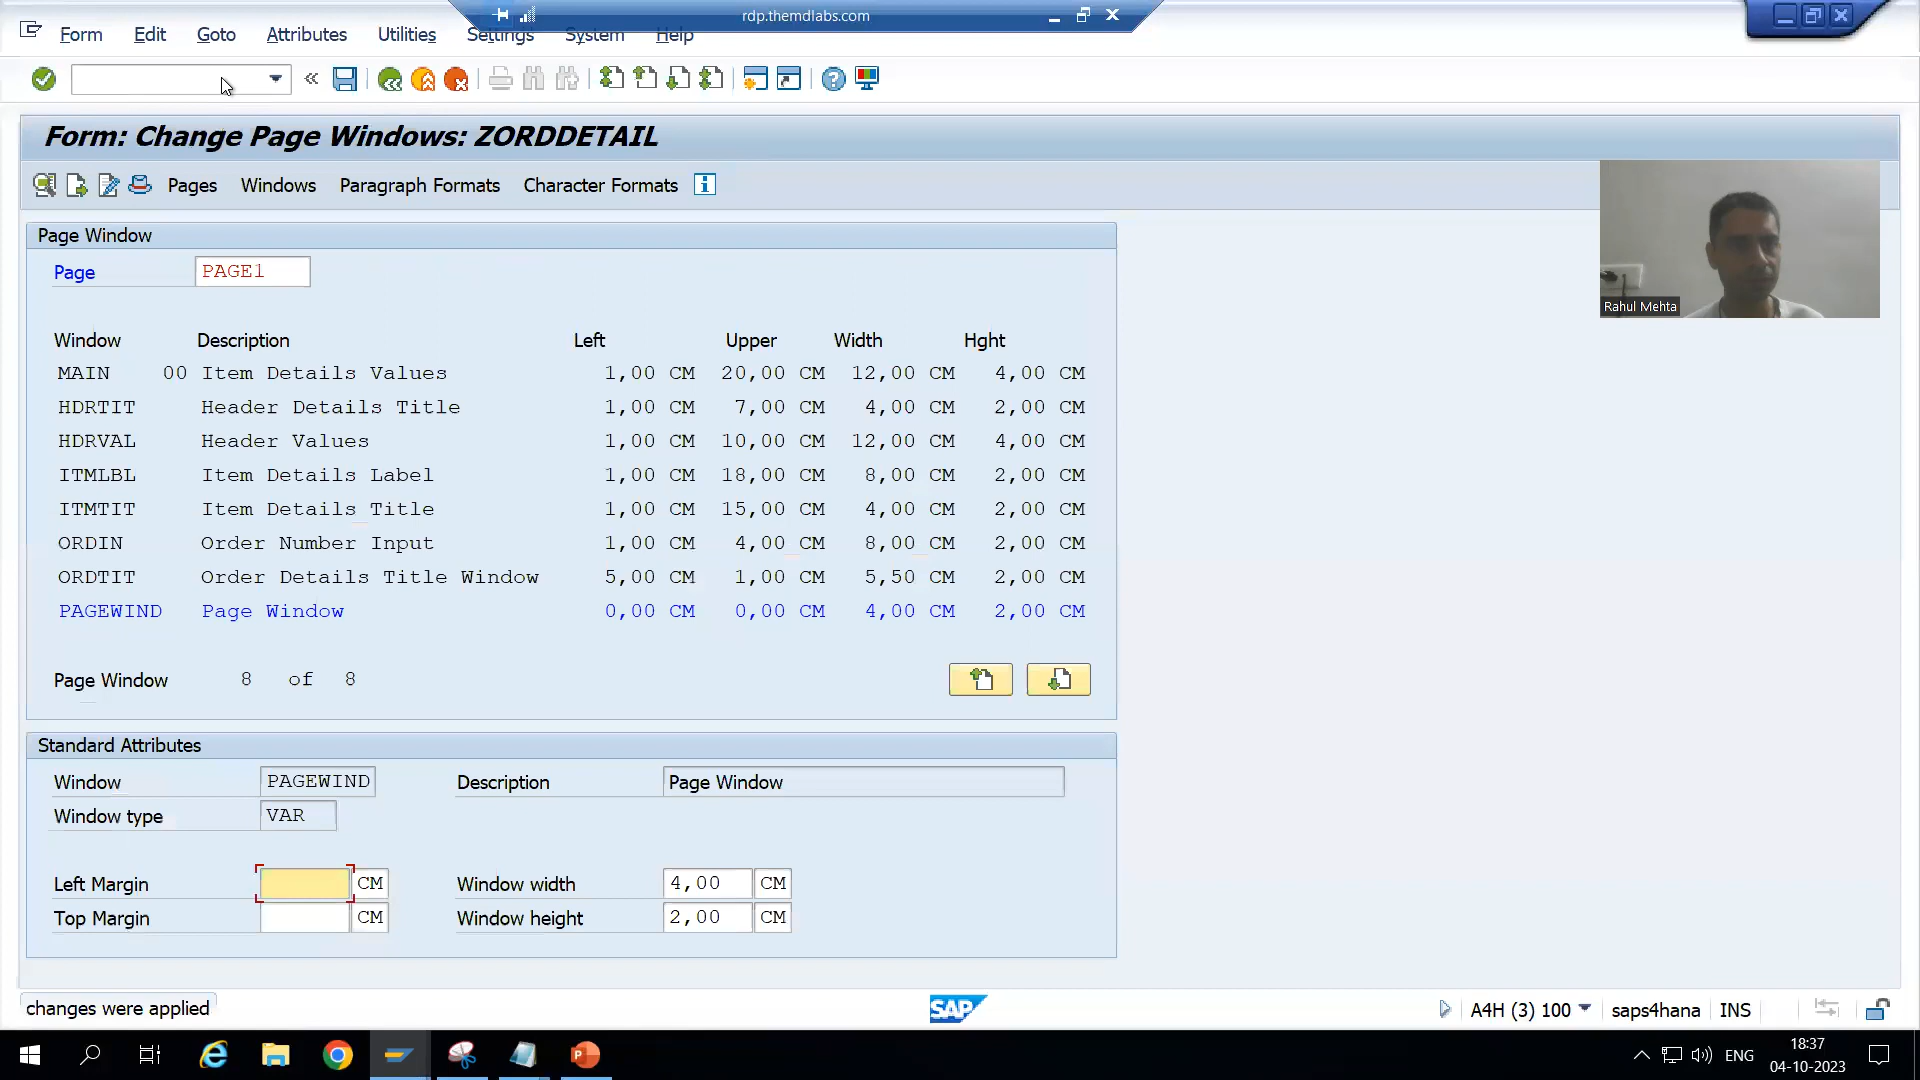 rdp.themdlabs.com
Form Edit Goto Attributes Utilities Settings System Help
Form: Change Page Windows: ZORDDETAIL
Pages Windows Paragraph Formats Character Formats
Page Window
Page PAGE1
Rahul Mehta
Window Description Left Upper Width Hght
MAIN 00 Item Details Values 1,00 CM 20,00 CM 12,00 CM 4,00 CM
HDRTIT Header Details Title 1,00 CM 7,00 CM 4,00 CM 2,00 CM
HDRVAL Header Values 1,00 CM 10,00 CM 12,00 CM 4,00 CM
ITMLBL Item Details Label 1,00 CM 18,00 CM 8,00 CM 2,00 CM
ITMTIT Item Details Title 1,00 CM 15,00 CM 4,00 CM 2,00 CM
ORDIN Order Number Input 1,00 CM 4,00 CM 8,00 CM 2,00 CM
ORDTIT Order Details Title Window 5,00 CM 1,00 CM 5,50 CM 2,00 CM
PAGEWIND Page Window 0,00 CM 0,00 CM 4,00 CM 2,00 CM
Page Window 8 of 8
Standard Attributes
Window PAGEWIND Description Page Window
Window type VAR
Left Margin CM Window width 4,00 CM
Top Margin CM Window height 2,00 CM
changes were applied SAP A4H (3) 100 saps4hana INS
ENG
18:37
04-10-2023